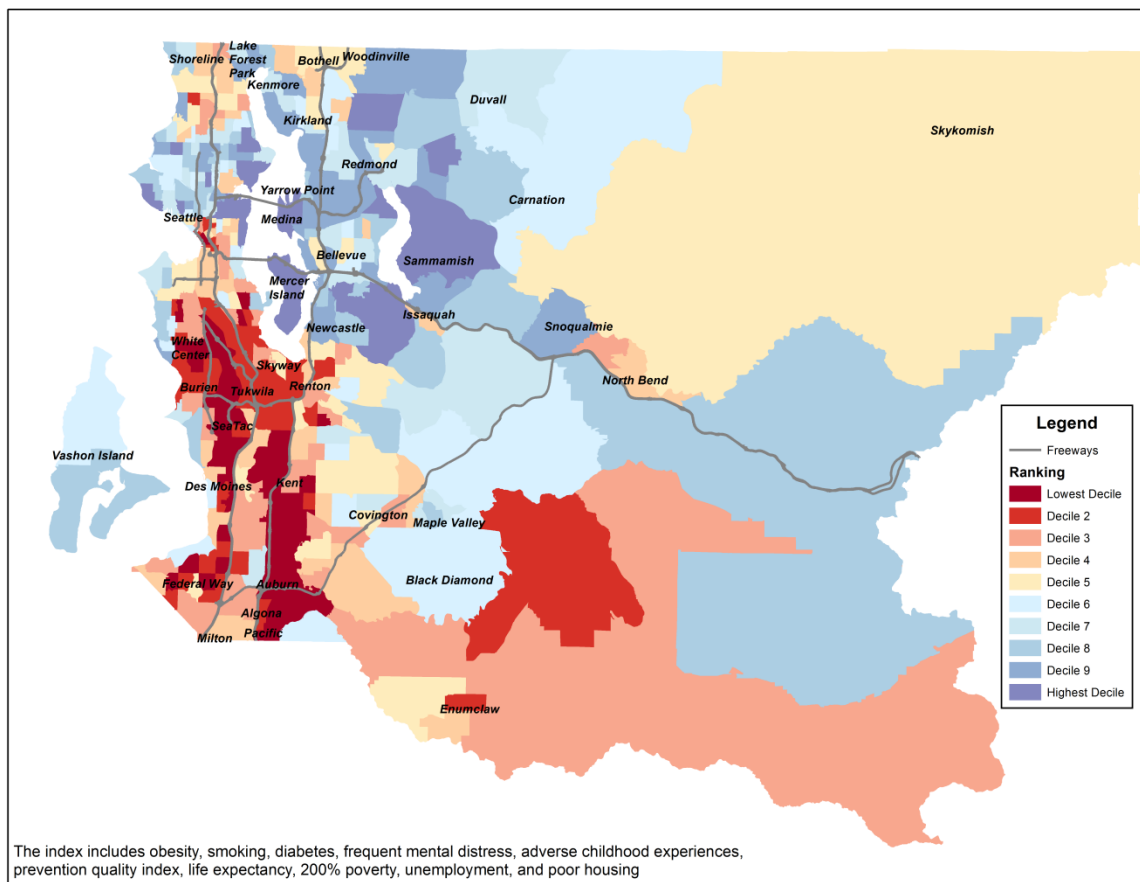 Lake
Forest
Park
Shoreline
Bothell
Woodinville
Kenmore
Duvall
Kirkland
Skykomish
Redmond
Yarrow Point
Carnation
Seattle
Medina
Bellevue
Sammamish
Mercer
Island
Issaquah
Newcastle
Snoqualmie
White
Center
Skyway
North Bend
Burien
Tukwila
Renton
SeaTac
Vashon Island
Des Moines
Kent
Covington
Maple Valley
Federal Way
Auburn
Black Diamond
Algona
Pacific
Milton
Enumclaw
Legend
Freeways
Ranking
Lowest Decile
Decile 2
Decile 3
Decile 4
Decile 5
Decile 6
Decile 7
Decile 8
Decile 9
Highest Decile
The index includes obesity, smoking, diabetes, frequent mental distress, adverse childhood experiences,
prevention quality index, life expectancy, 200% poverty, unemployment, and poor housing